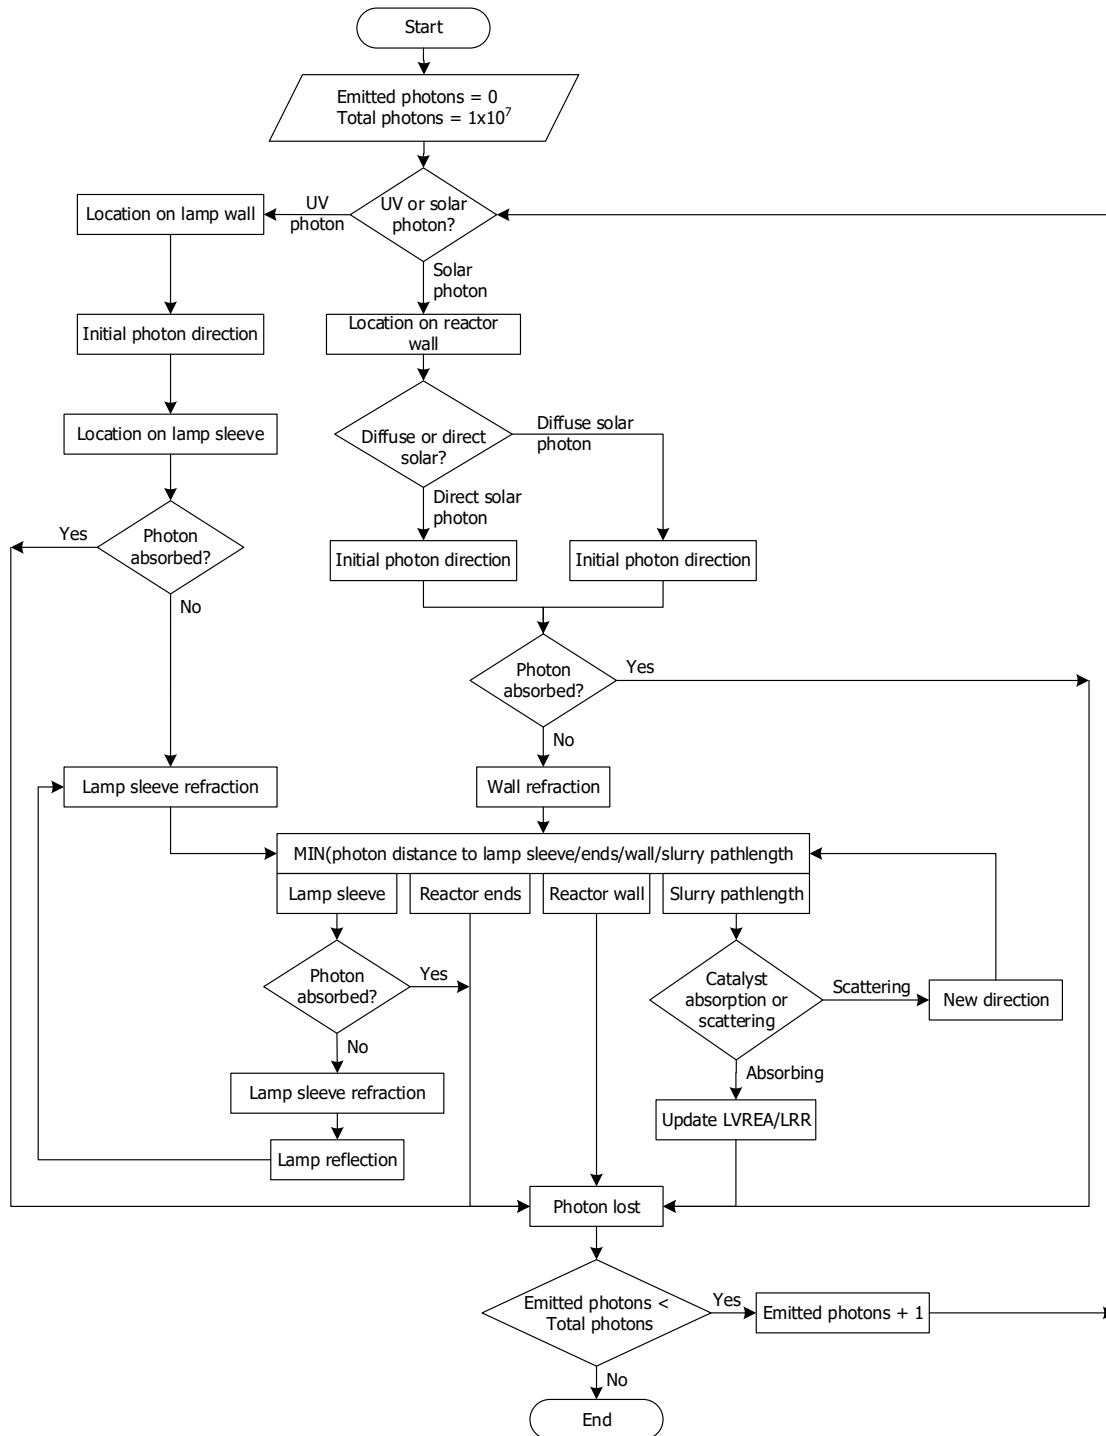 Start
Emitted photons = 0
Total photons = 1x10⁷
UV or solar
photon?
UV
photon
Location on lamp wall
Solar
photon
Initial photon direction
Location on reactor
wall
Location on lamp sleeve
Diffuse or direct
solar?
Diffuse solar
photon
Direct solar
photon
Yes
Photon
absorbed?
No
Initial photon direction
Initial photon direction
Photon
absorbed?
Yes
No
Lamp sleeve refraction
Wall refraction
MIN(photon distance to lamp sleeve/ends/wall/slurry pathlength
Lamp sleeve
Reactor ends
Reactor wall
Slurry pathlength
Photon
absorbed?
Yes
No
Catalyst
absorption or
scattering
Scattering
New direction
Absorbing
Lamp sleeve refraction
Update LVREA/LRR
Lamp reflection
Photon lost
Emitted photons <
Total photons
Yes
Emitted photons + 1
No
End